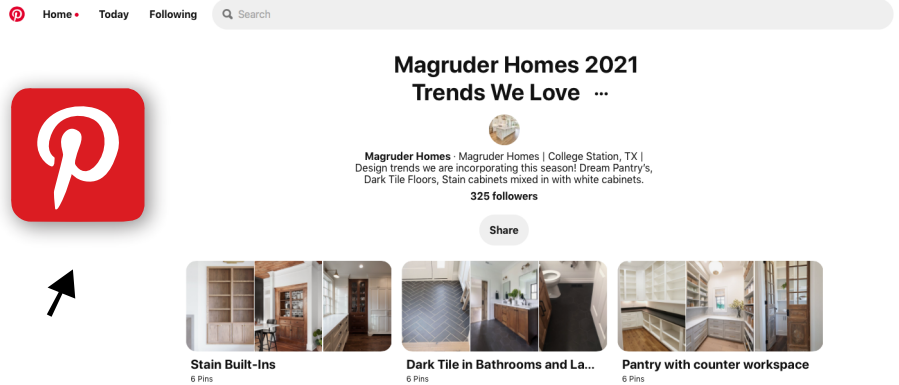 Home Today Following Search
Magruder Homes 2021
Trends We Love ...
Magruder Homes · Magruder Homes | College Station, TX |
Design trends we are incorporating this season! Dream Pantry's,
Dark Tile Floors, Stain cabinets mixed in with white cabinets.
325 followers
Share
Stain Built-Ins
6 Pins
Dark Tile in Bathrooms and La...
6 Pins
Pantry with counter workspace
6 Pins